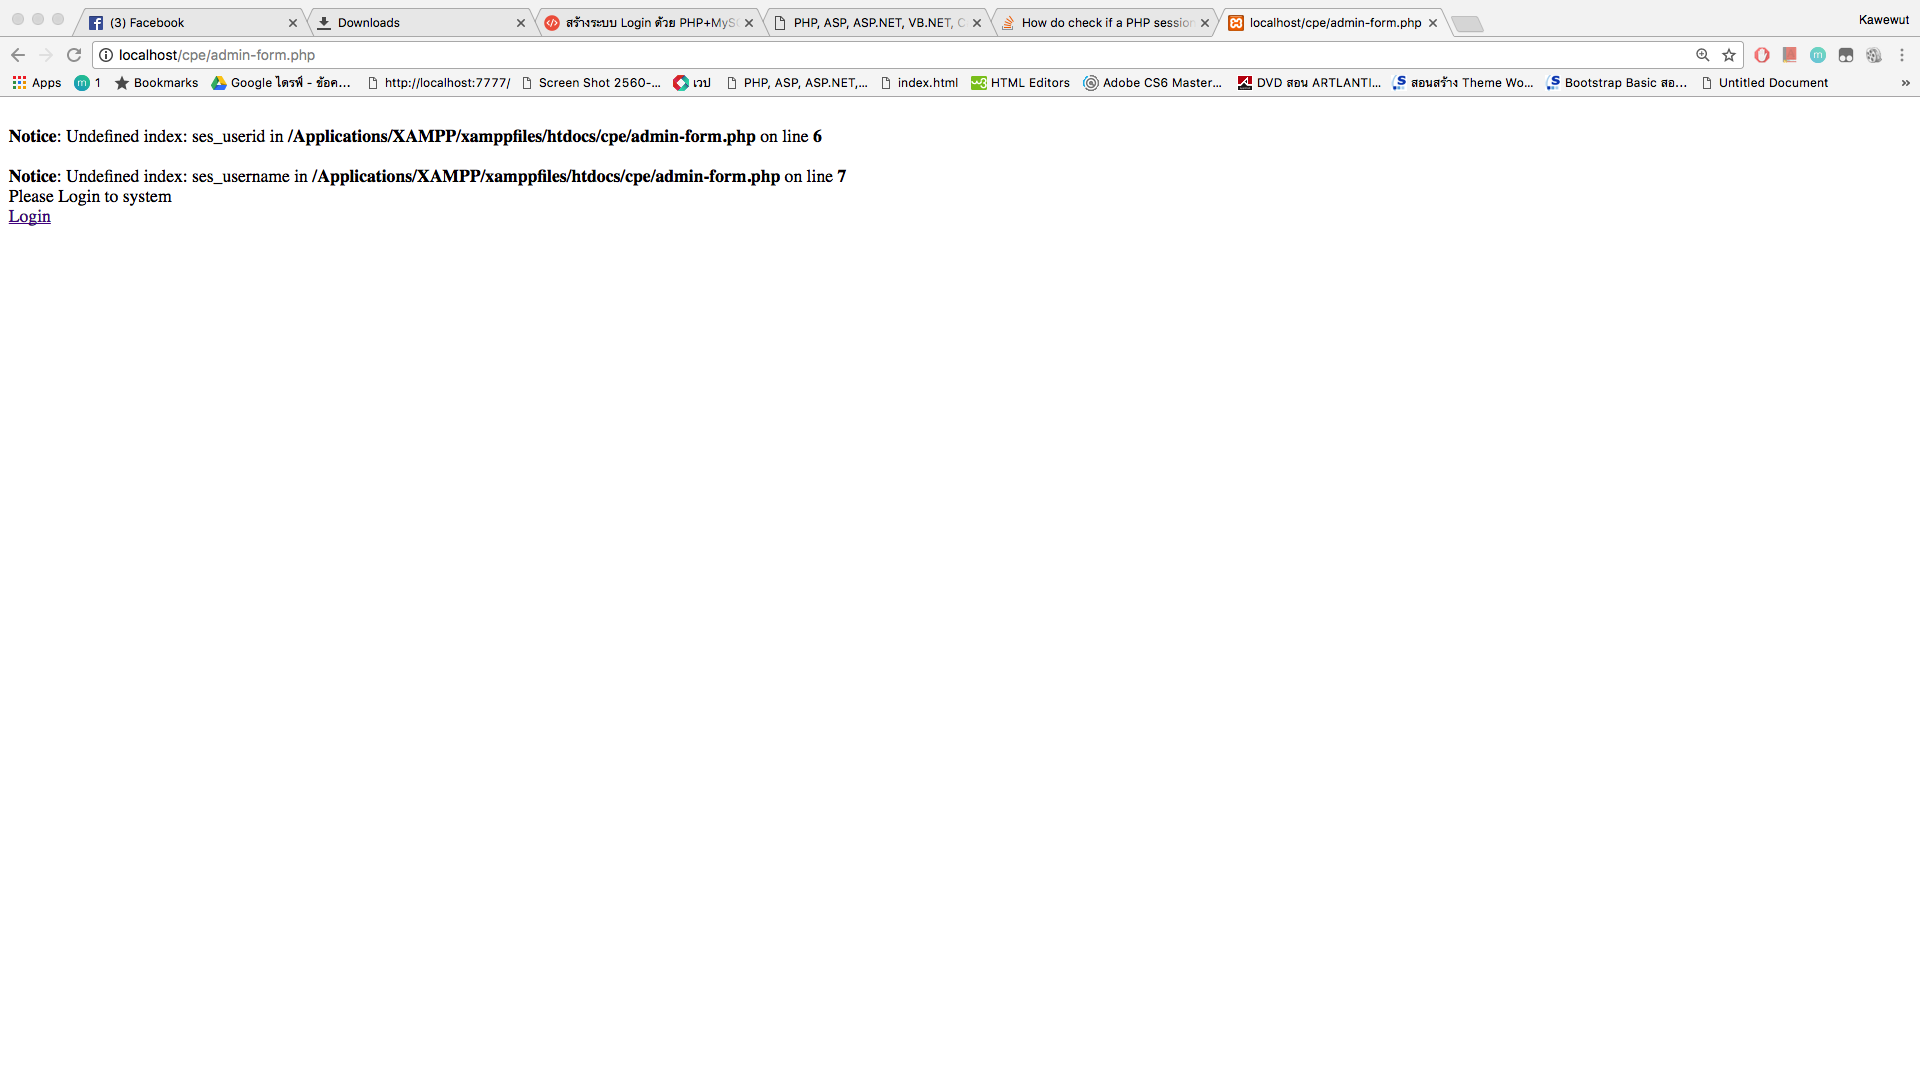 (3) Facebook
Downloads
สร้างระบบ Login ด้วย PHP+MyS
PHP, ASP, ASP.NET, VB.NET, C
How do check if a PHP session
localhost/cpe/admin-form.php
Kawewut
localhost/cpe/admin-form.php
Apps
m 1
Bookmarks
Google ไดรฟ์ - ข้อค...
http://localhost:7777/
Screen Shot 2560-...
เวป
PHP, ASP, ASP.NET,...
index.html
HTML Editors
Adobe CS6 Master...
DVD สอน ARTLANTI...
สอนสร้าง Theme Wo...
Bootstrap Basic สอ...
Untitled Document
»
Notice: Undefined index: ses_userid in /Applications/XAMPP/xamppfiles/htdocs/cpe/admin-form.php on line 6
Notice: Undefined index: ses_username in /Applications/XAMPP/xamppfiles/htdocs/cpe/admin-form.php on line 7
Please Login to system
Login